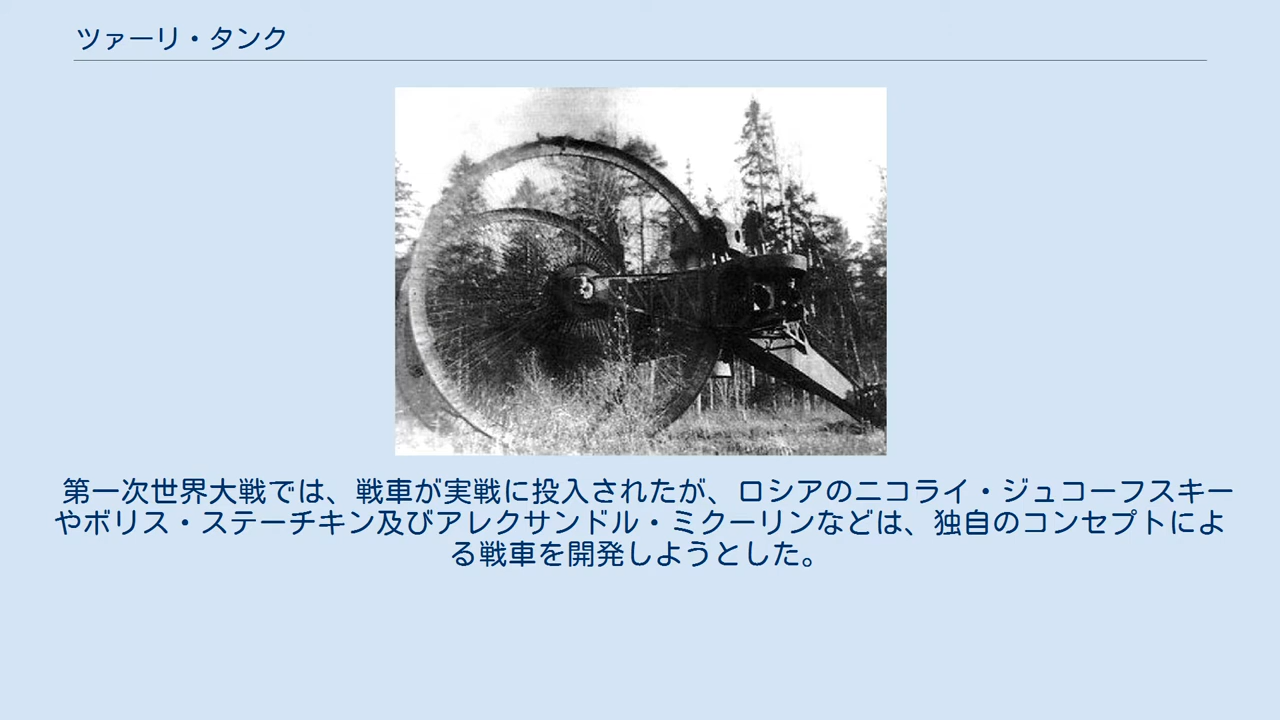 ツァーリ・タンク
第一次世界大戦では、戦車が実戦に投入されたが、ロシアのニコライ・ジュコーフスキー
やボリス・ステーチキン及びアレクサンドル・ミクーリンなどは、独自のコンセプトによ
る戦車を開発しようとした。